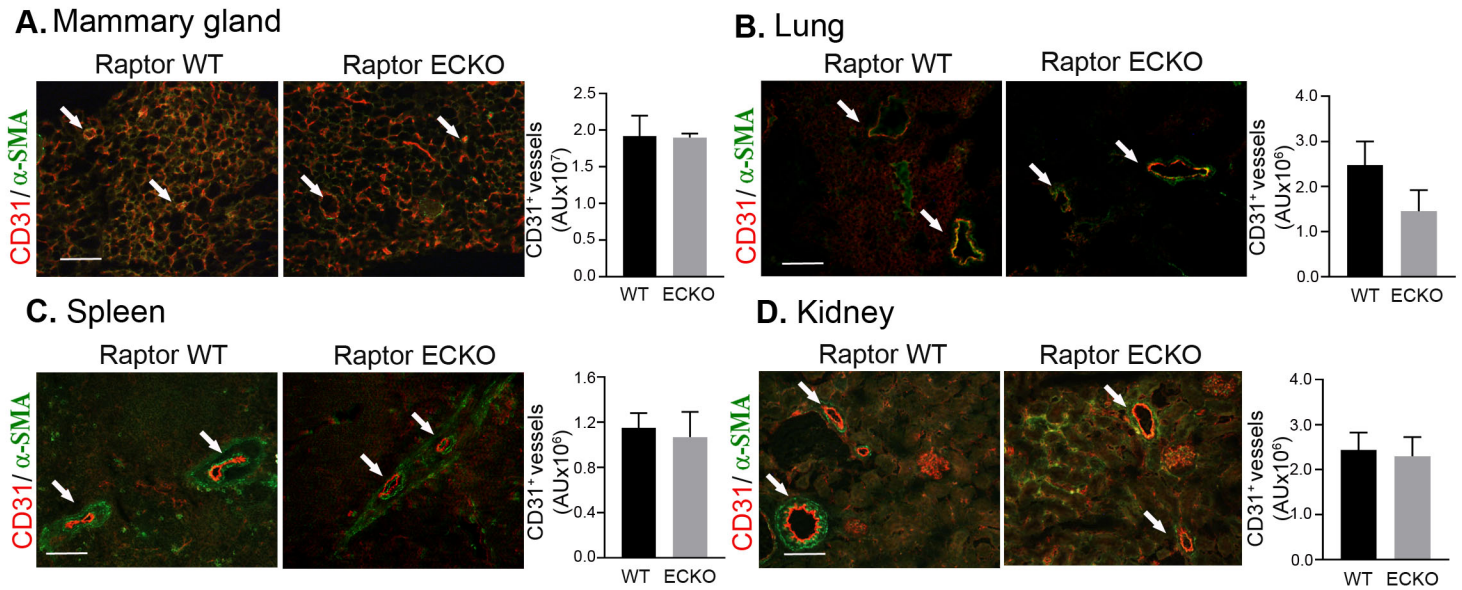 A. Mammary gland
Raptor WT
Raptor ECKO
CD31/ α-SMA
CD31⁺ vessels
(AUx10⁷)
2.5
2.0
1.5
1.0
0.5
0.0
WT
ECKO
B. Lung
Raptor WT
Raptor ECKO
CD31/ α-SMA
CD31⁺ vessels
(AUx10⁶)
4.0
3.0
2.0
1.0
0.0
WT
ECKO
C. Spleen
Raptor WT
Raptor ECKO
CD31/ α-SMA
CD31⁺ vessels
(AUx10⁶)
1.6
1.2
0.8
0.4
0.0
WT
ECKO
D. Kidney
Raptor WT
Raptor ECKO
CD31/ α-SMA
CD31⁺ vessels
(AUx10⁶)
4.0
3.0
2.0
1.0
0.0
WT
ECKO